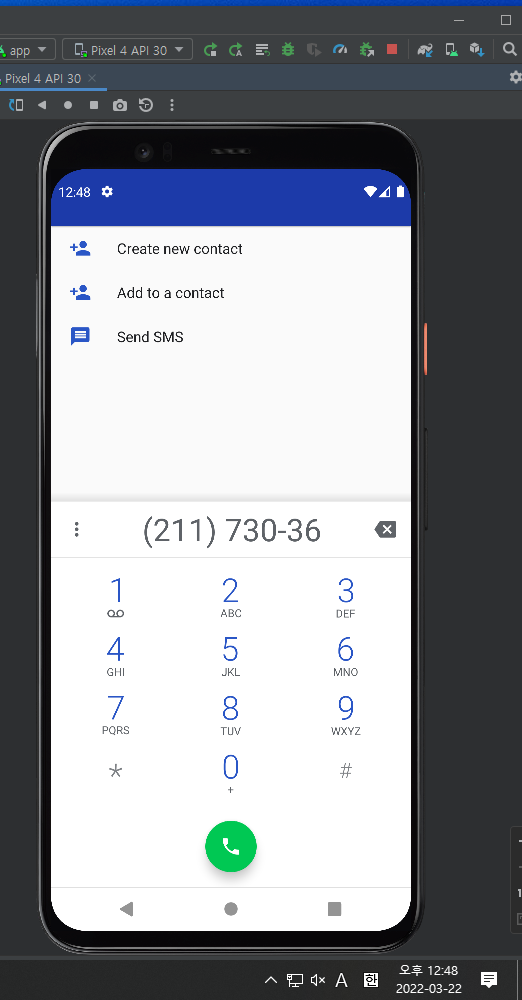 app Pixel 4 API 30
Pixel 4 API 30
12:48
Create new contact
Add to a contact
Send SMS
(211) 730-36
1 2 3
ABC DEF
4 5 6
GHI JKL MNO
7 8 9
PQRS TUV WXYZ
* 0 #
+
A 한 오후 12:48
2022-03-22